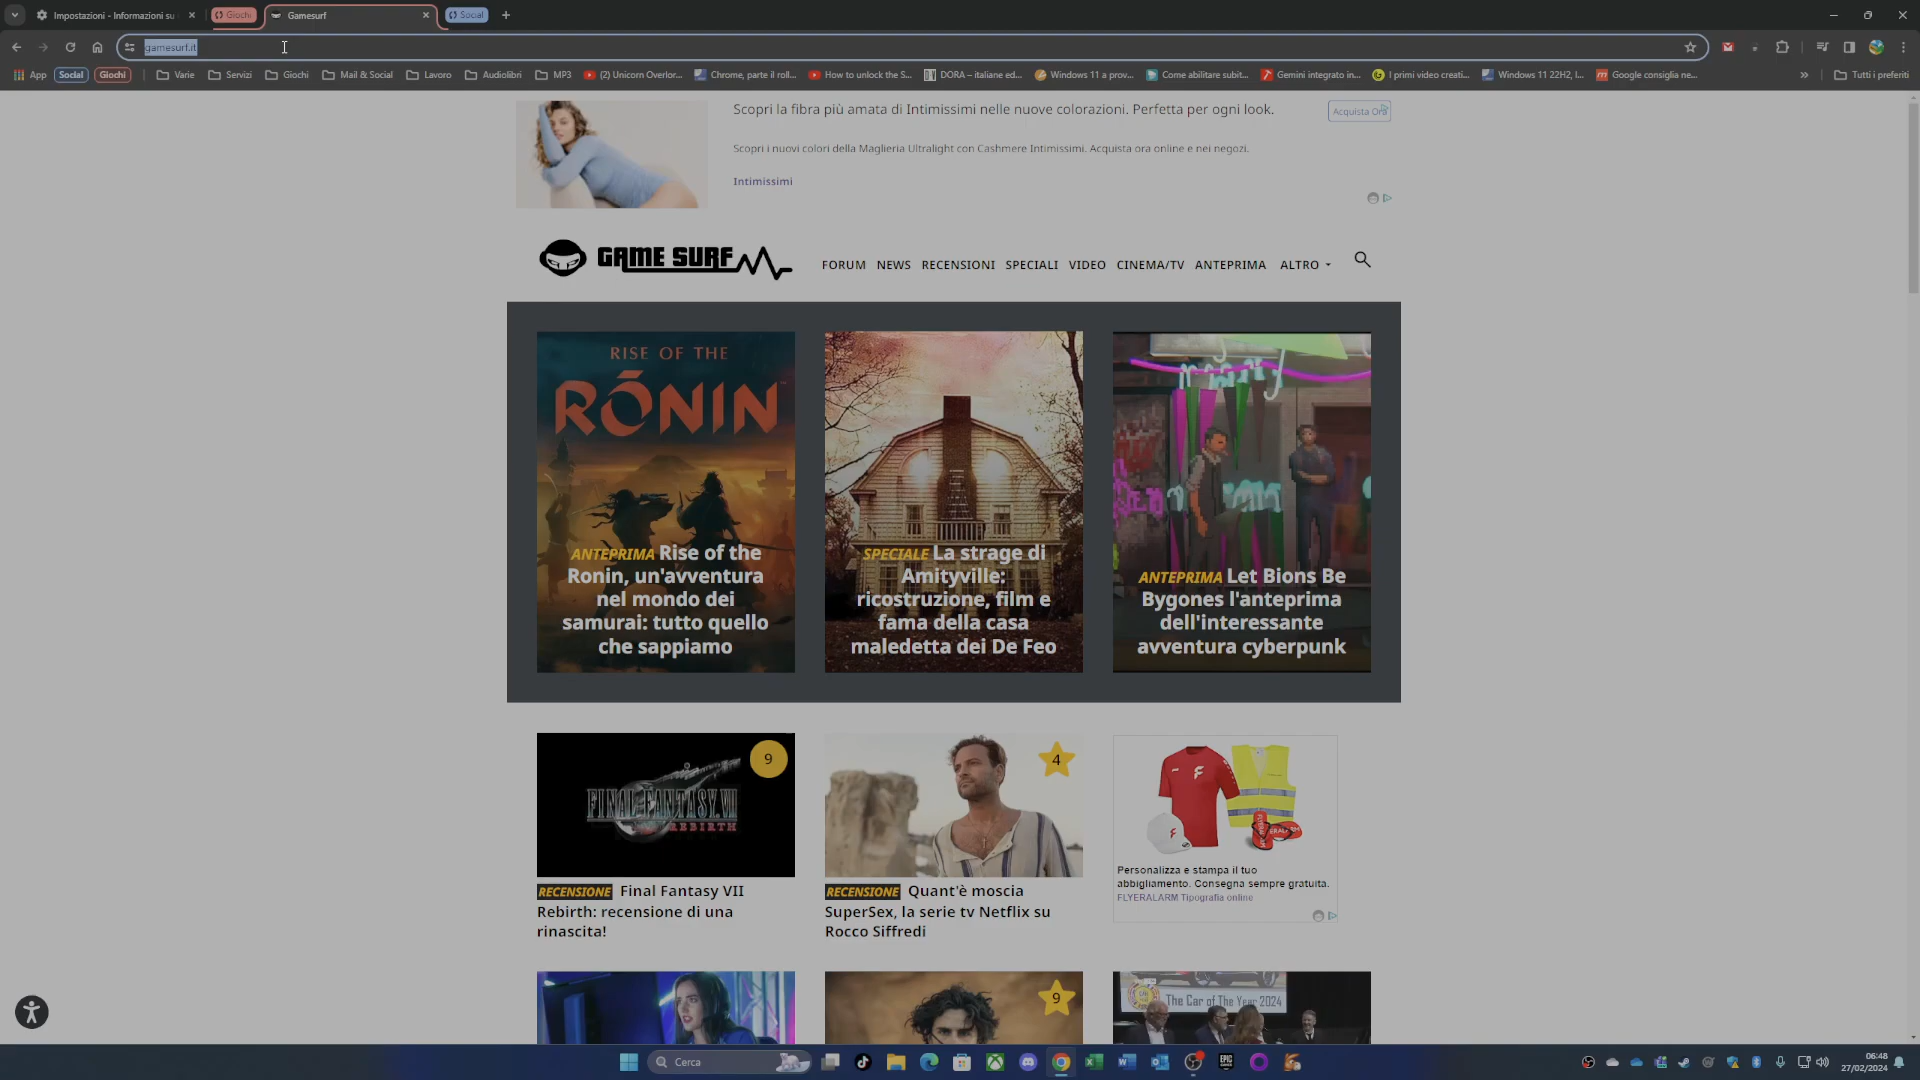 Impostazioni - Informazioni su
Giochi
Gamesurf
Social
gamesurf.it
App
Social
Giochi
Varie
Servizi
Giochi
Mail & Social
Lavoro
Audiolibri
MP3
(2) Unicorn Overlor...
Chrome, parte il roll...
How to unlock the S...
DORA – italiane ed...
Windows 11 a prov...
Come abilitare subit...
Gemini integrato in...
I primi video creati...
Windows 11 22H2, l...
Google consiglia ne...
Tutti i preferiti
Scopri la fibra più amata di Intimissimi nelle nuove colorazioni. Perfetta per ogni look.
Acquista Ora
Scopri i nuovi colori della Maglieria Ultralight con Cashmere Intimissimi. Acquista ora online e nei negozi.
Intimissimi
GAME SURF
FORUM
NEWS
RECENSIONI
SPECIALI
VIDEO
CINEMA/TV
ANTEPRIMA
ALTRO
RISE OF THE
RŌNIN
ANTEPRIMA Rise of the
Ronin, un'avventura
nel mondo dei
samurai: tutto quello
che sappiamo
SPECIALE La strage di
Amityville:
ricostruzione, film e
fama della casa
maledetta dei De Feo
ANTEPRIMA Let Bions Be
Bygones l'anteprima
dell'interessante
avventura cyberpunk
9
FINAL FANTASY VII
REBIRTH
RECENSIONE Final Fantasy VII
Rebirth: recensione di una
rinascita!
4
RECENSIONE Quant'è moscia
SuperSex, la serie tv Netflix su
Rocco Siffredi
Personalizza e stampa il tuo
abbigliamento. Consegna sempre gratuita.
FLYERALARM Tipografia online
9
The Car of The Year 2024
Cerca
06:48
27/02/2024